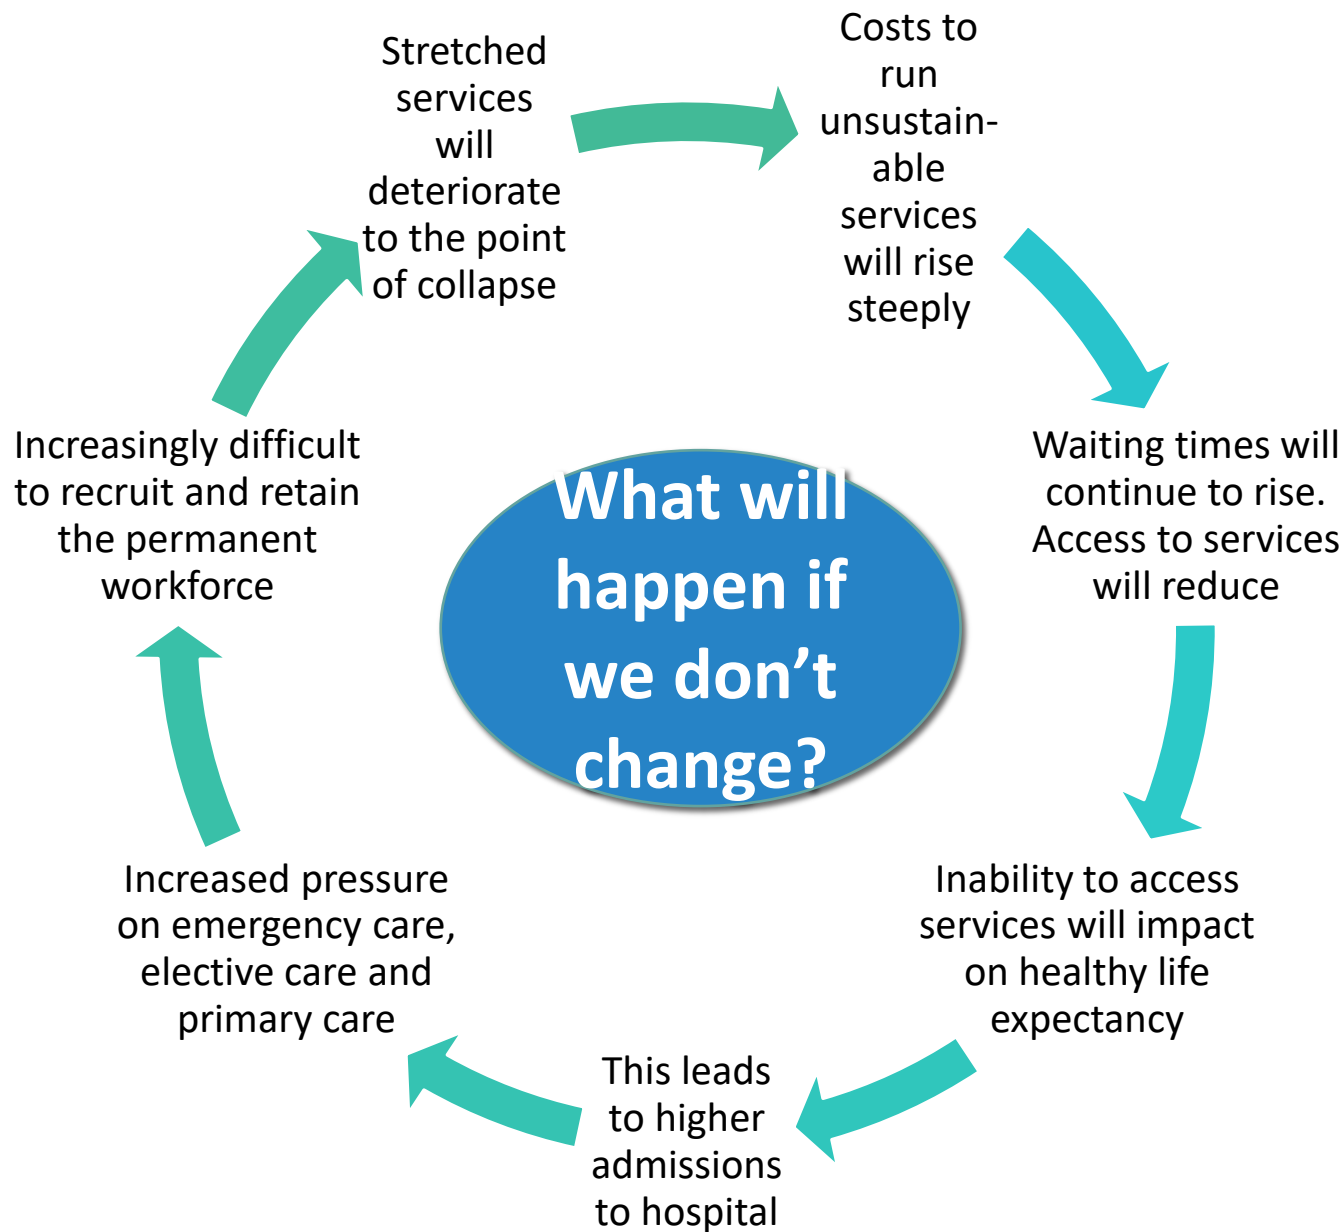 Stretched
services
will
deteriorate
to the point
of collapse
Costs to
run
unsustain-
able
services
will rise
steeply
Waiting times will
continue to rise.
Access to services
will reduce
Inability to access
services will impact
on healthy life
expectancy
This leads
to higher
admissions
to hospital
Increased pressure
on emergency care,
elective care and
primary care
Increasingly difficult
to recruit and retain
the permanent
workforce
What will
happen if
we don’t
change?